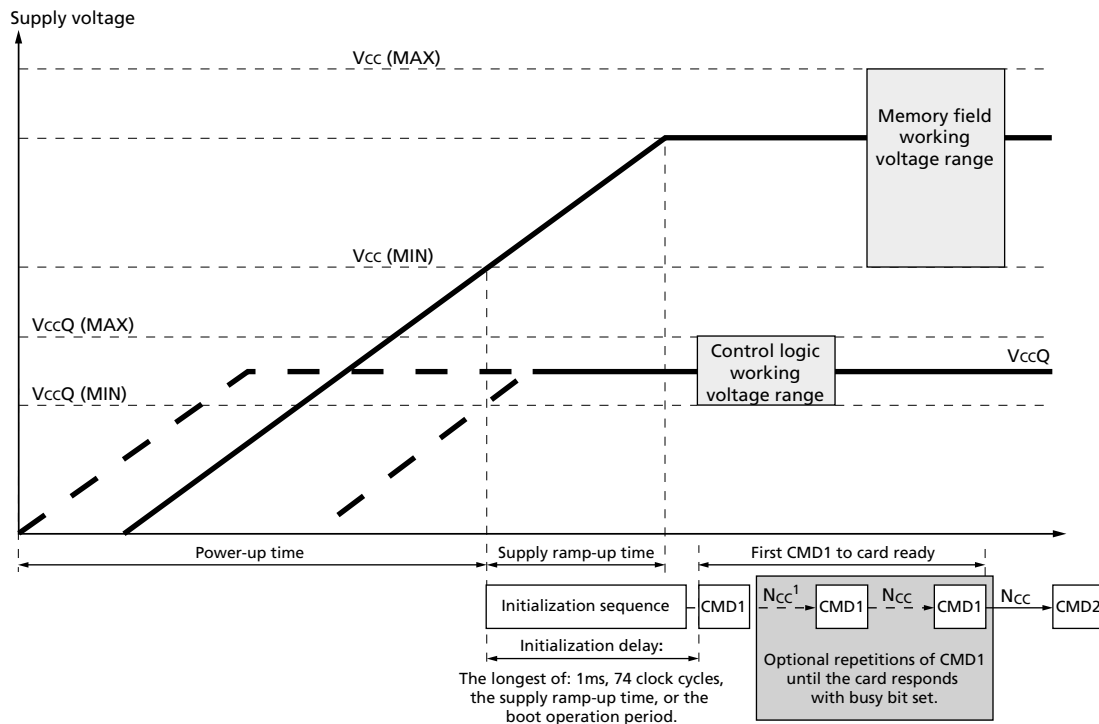 Supply voltage
Vcc (MAX)
Memory field
working
voltage range
Vcc (MIN)
VccQ (MAX)
Control logic
working
voltage range
VccQ
VccQ (MIN)
Power-up time
Supply ramp-up time
First CMD1 to card ready
Initialization sequence
CMD1
Ncc¹
CMD1
Ncc
CMD1
Ncc
CMD2
Initialization delay:
The longest of: 1ms, 74 clock cycles,
the supply ramp-up time, or the
boot operation period.
Optional repetitions of CMD1
until the card responds
with busy bit set.